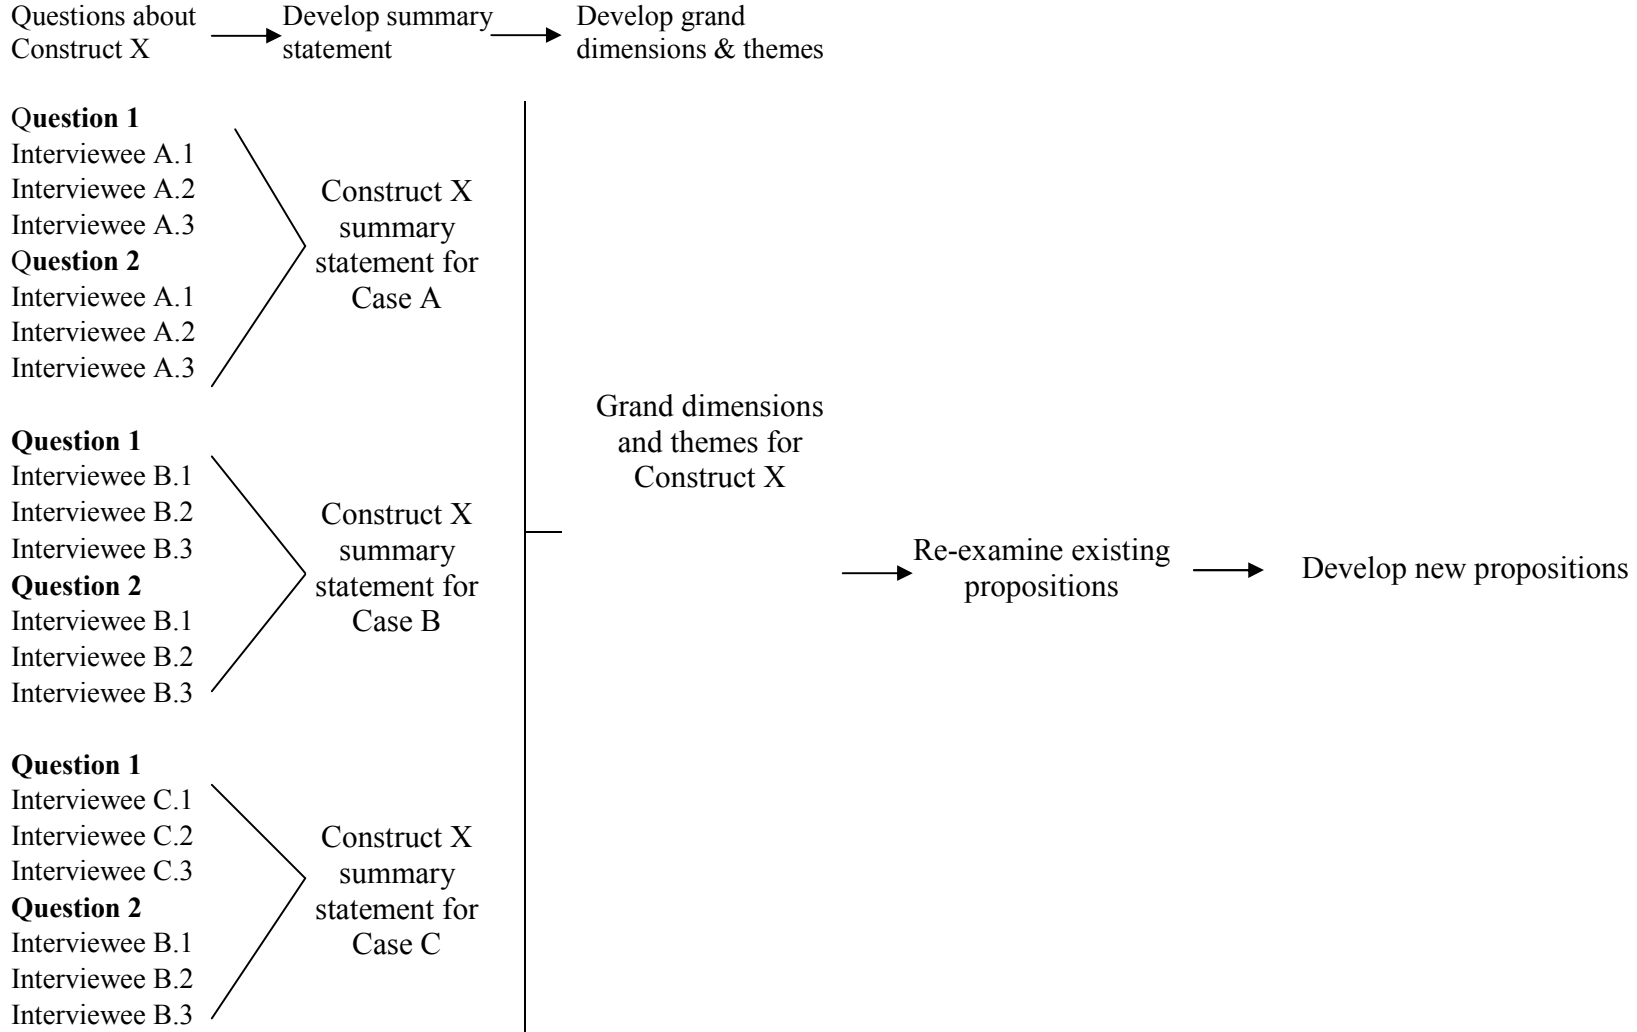 Questions about
Construct X
Develop summary
statement
Develop grand
dimensions & themes
Question 1
Interviewee A.1
Interviewee A.2
Interviewee A.3
Question 2
Interviewee A.1
Interviewee A.2
Interviewee A.3
Construct X
summary
statement for
Case A
Question 1
Interviewee B.1
Interviewee B.2
Interviewee B.3
Question 2
Interviewee B.1
Interviewee B.2
Interviewee B.3
Construct X
summary
statement for
Case B
Question 1
Interviewee C.1
Interviewee C.2
Interviewee C.3
Question 2
Interviewee B.1
Interviewee B.2
Interviewee B.3
Construct X
summary
statement for
Case C
Grand dimensions
and themes for
Construct X
Re-examine existing
propositions
Develop new propositions